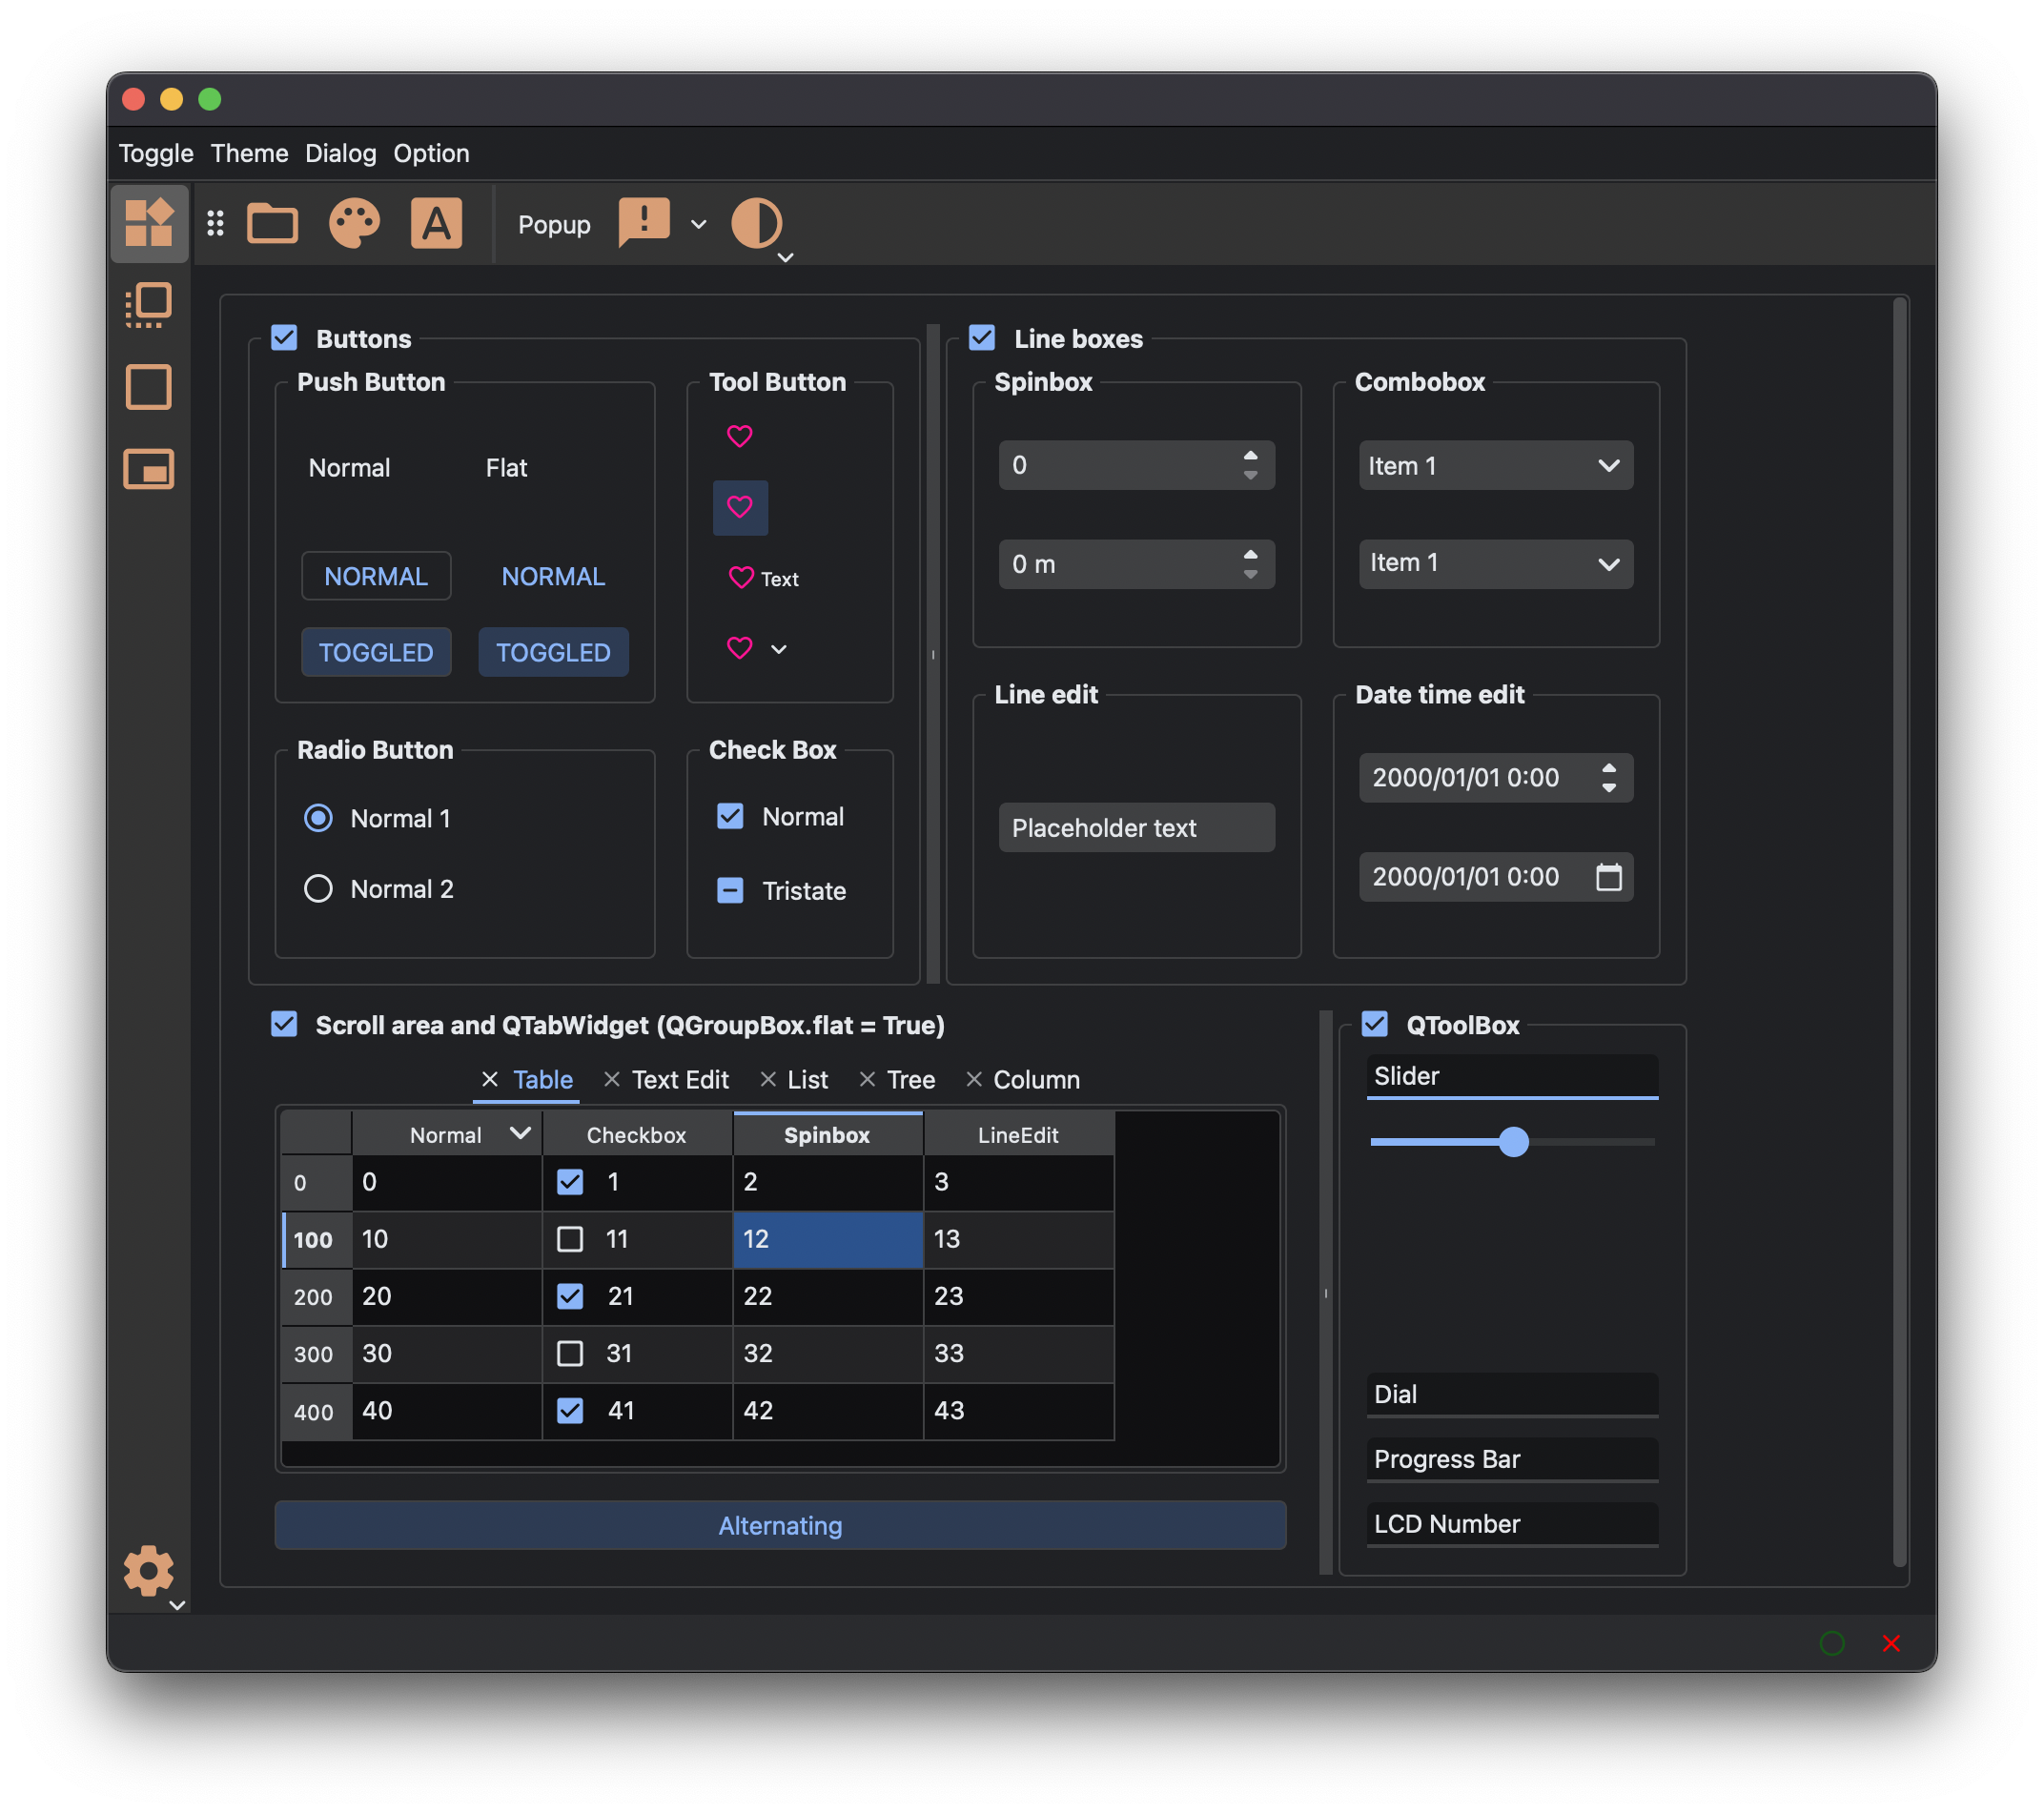 Toggle Theme Dialog Option
Popup
Buttons
Push Button
Normal Flat
NORMAL NORMAL
TOGGLED TOGGLED
Tool Button
Text
Radio Button
Normal 1
Normal 2
Check Box
Normal
Tristate
Line boxes
Spinbox
0
0 m
Combobox
Item 1
Item 1
Line edit
Placeholder text
Date time edit
2000/01/01 0:00
2000/01/01 0:00
Scroll area and QTabWidget (QGroupBox.flat = True)
Table Text Edit List Tree Column
Normal Checkbox Spinbox LineEdit
0 0 1 2 3
100 10 11 12 13
200 20 21 22 23
300 30 31 32 33
400 40 41 42 43
Alternating
QToolBox
Slider
Dial
Progress Bar
LCD Number